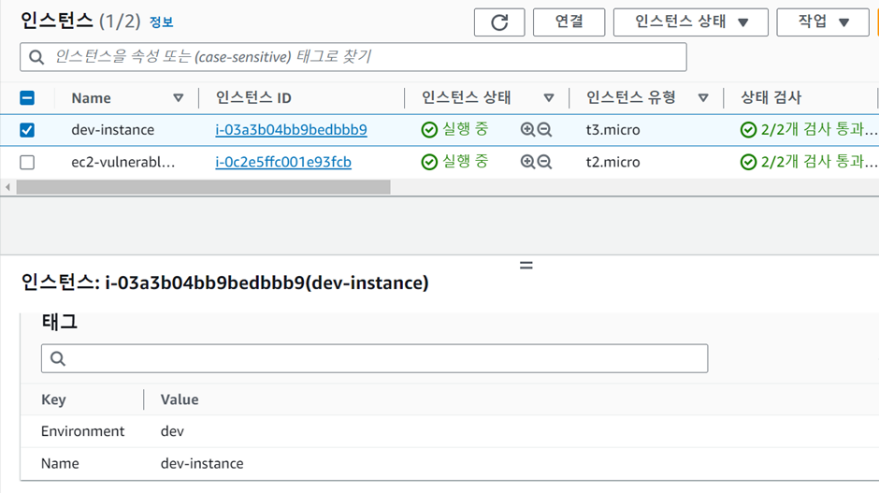 인스턴스 (1/2) 정보 연결 인스턴스 상태 작업
인스턴스을 속성 또는 (case-sensitive) 태그로 찾기
Name 인스턴스 ID 인스턴스 상태 인스턴스 유형 상태 검사
dev-instance i-03a3b04bb9bedbbb9 실행 중 t3.micro 2/2개 검사 통과...
ec2-vulnerabl... i-0c2e5ffc001e93fcb 실행 중 t2.micro 2/2개 검사 통과...
인스턴스: i-03a3b04bb9bedbbb9(dev-instance)
태그
Key Value
Environment dev
Name dev-instance